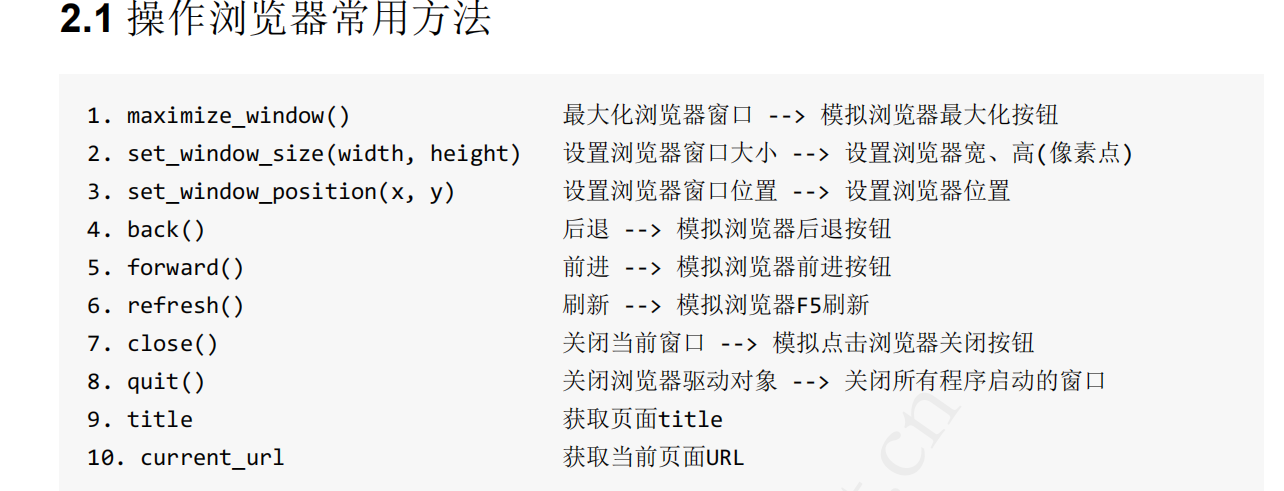 2.1 操作浏览器常用方法
1. maximize_window() 最大化浏览器窗口 --> 模拟浏览器最大化按钮
2. set_window_size(width, height) 设置浏览器窗口大小 --> 设置浏览器宽、高(像素点)
3. set_window_position(x, y) 设置浏览器窗口位置 --> 设置浏览器位置
4. back() 后退 --> 模拟浏览器后退按钮
5. forward() 前进 --> 模拟浏览器前进按钮
6. refresh() 刷新 --> 模拟浏览器F5刷新
7. close() 关闭当前窗口 --> 模拟点击浏览器关闭按钮
8. quit() 关闭浏览器驱动对象 --> 关闭所有程序启动的窗口
9. title 获取页面title
10. current_url 获取当前页面URL
.cn